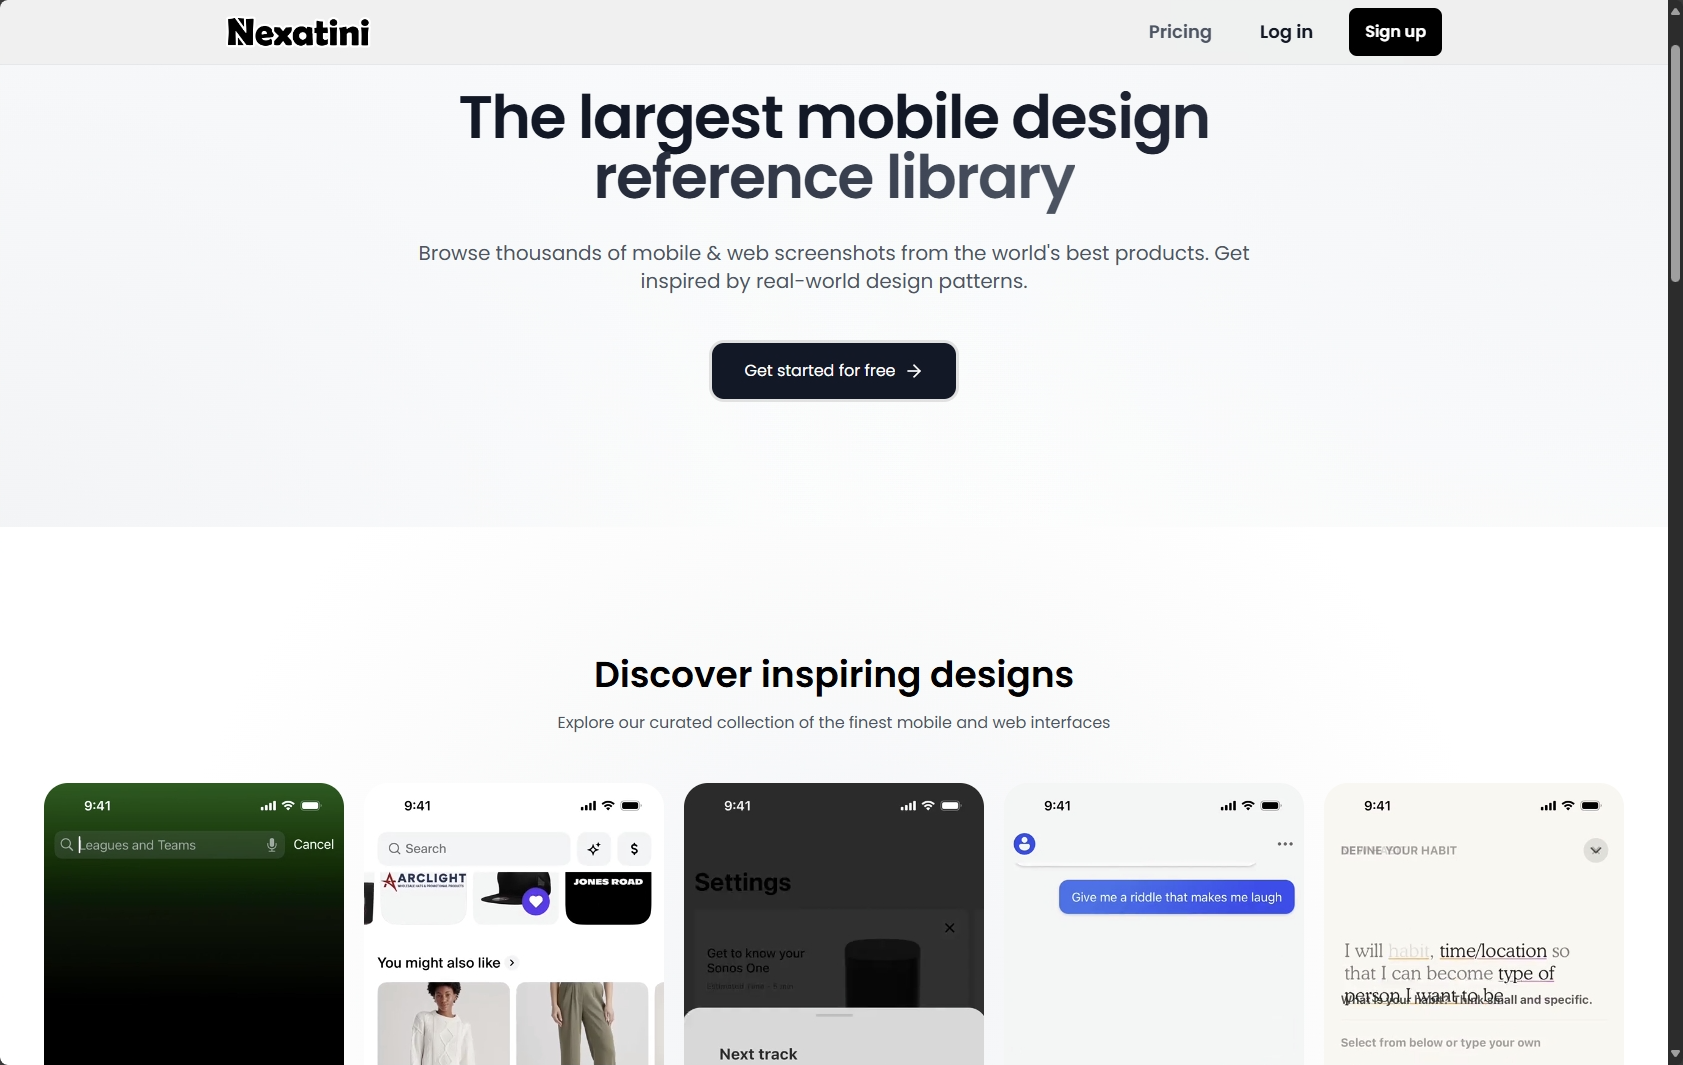 Nexatini
Pricing
Log in
Sign up
The largest mobile design
reference library
Browse thousands of mobile & web screenshots from the world's best products. Get
inspired by real-world design patterns.
Get started for free
Discover inspiring designs
Explore our curated collection of the finest mobile and web interfaces
9:41
Leagues and Teams
Cancel
9:41
Search
$
ARCLIGHT
JONES ROAD
You might also like
9:41
Settings
Get to know your
Sonos One
Next track
9:41
Give me a riddle that makes me laugh
9:41
DEFINE YOUR HABIT
I will habit, time/location so
that I can become type of
person I want to be
What is your habit? Think small and specific.
Select from below or type your own